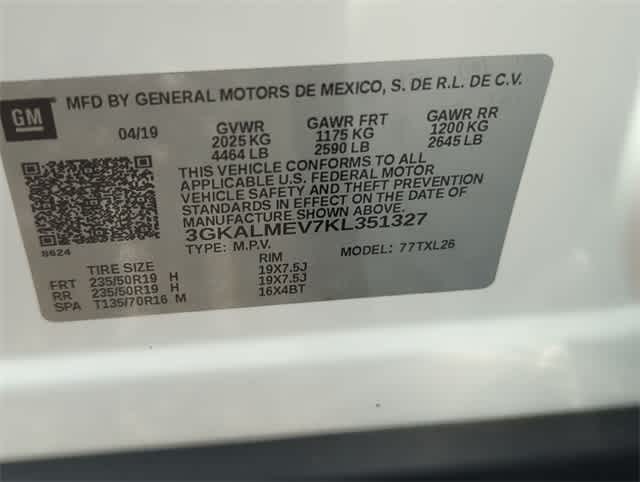 GM MFD BY GENERAL MOTORS DE MEXICO, S. DE R.L. DE C.V.
04/19 GVWR GAWR FRT GAWR RR
2025 KG 1175 KG 1200 KG
4464 LB 2590 LB 2645 LB
THIS VEHICLE CONFORMS TO ALL
APPLICABLE U.S. FEDERAL MOTOR
VEHICLE SAFETY AND THEFT PREVENTION
STANDARDS IN EFFECT ON THE DATE OF
MANUFACTURE SHOWN ABOVE.
8624
3GKALMEV7KL351327
TYPE: M.P.V. MODEL: 77TXL26
TIRE SIZE RIM
FRT 235/50R19 H 19X7.5J
RR 235/50R19 H 19X7.5J
SPA T135/70R16 M 16X4BT